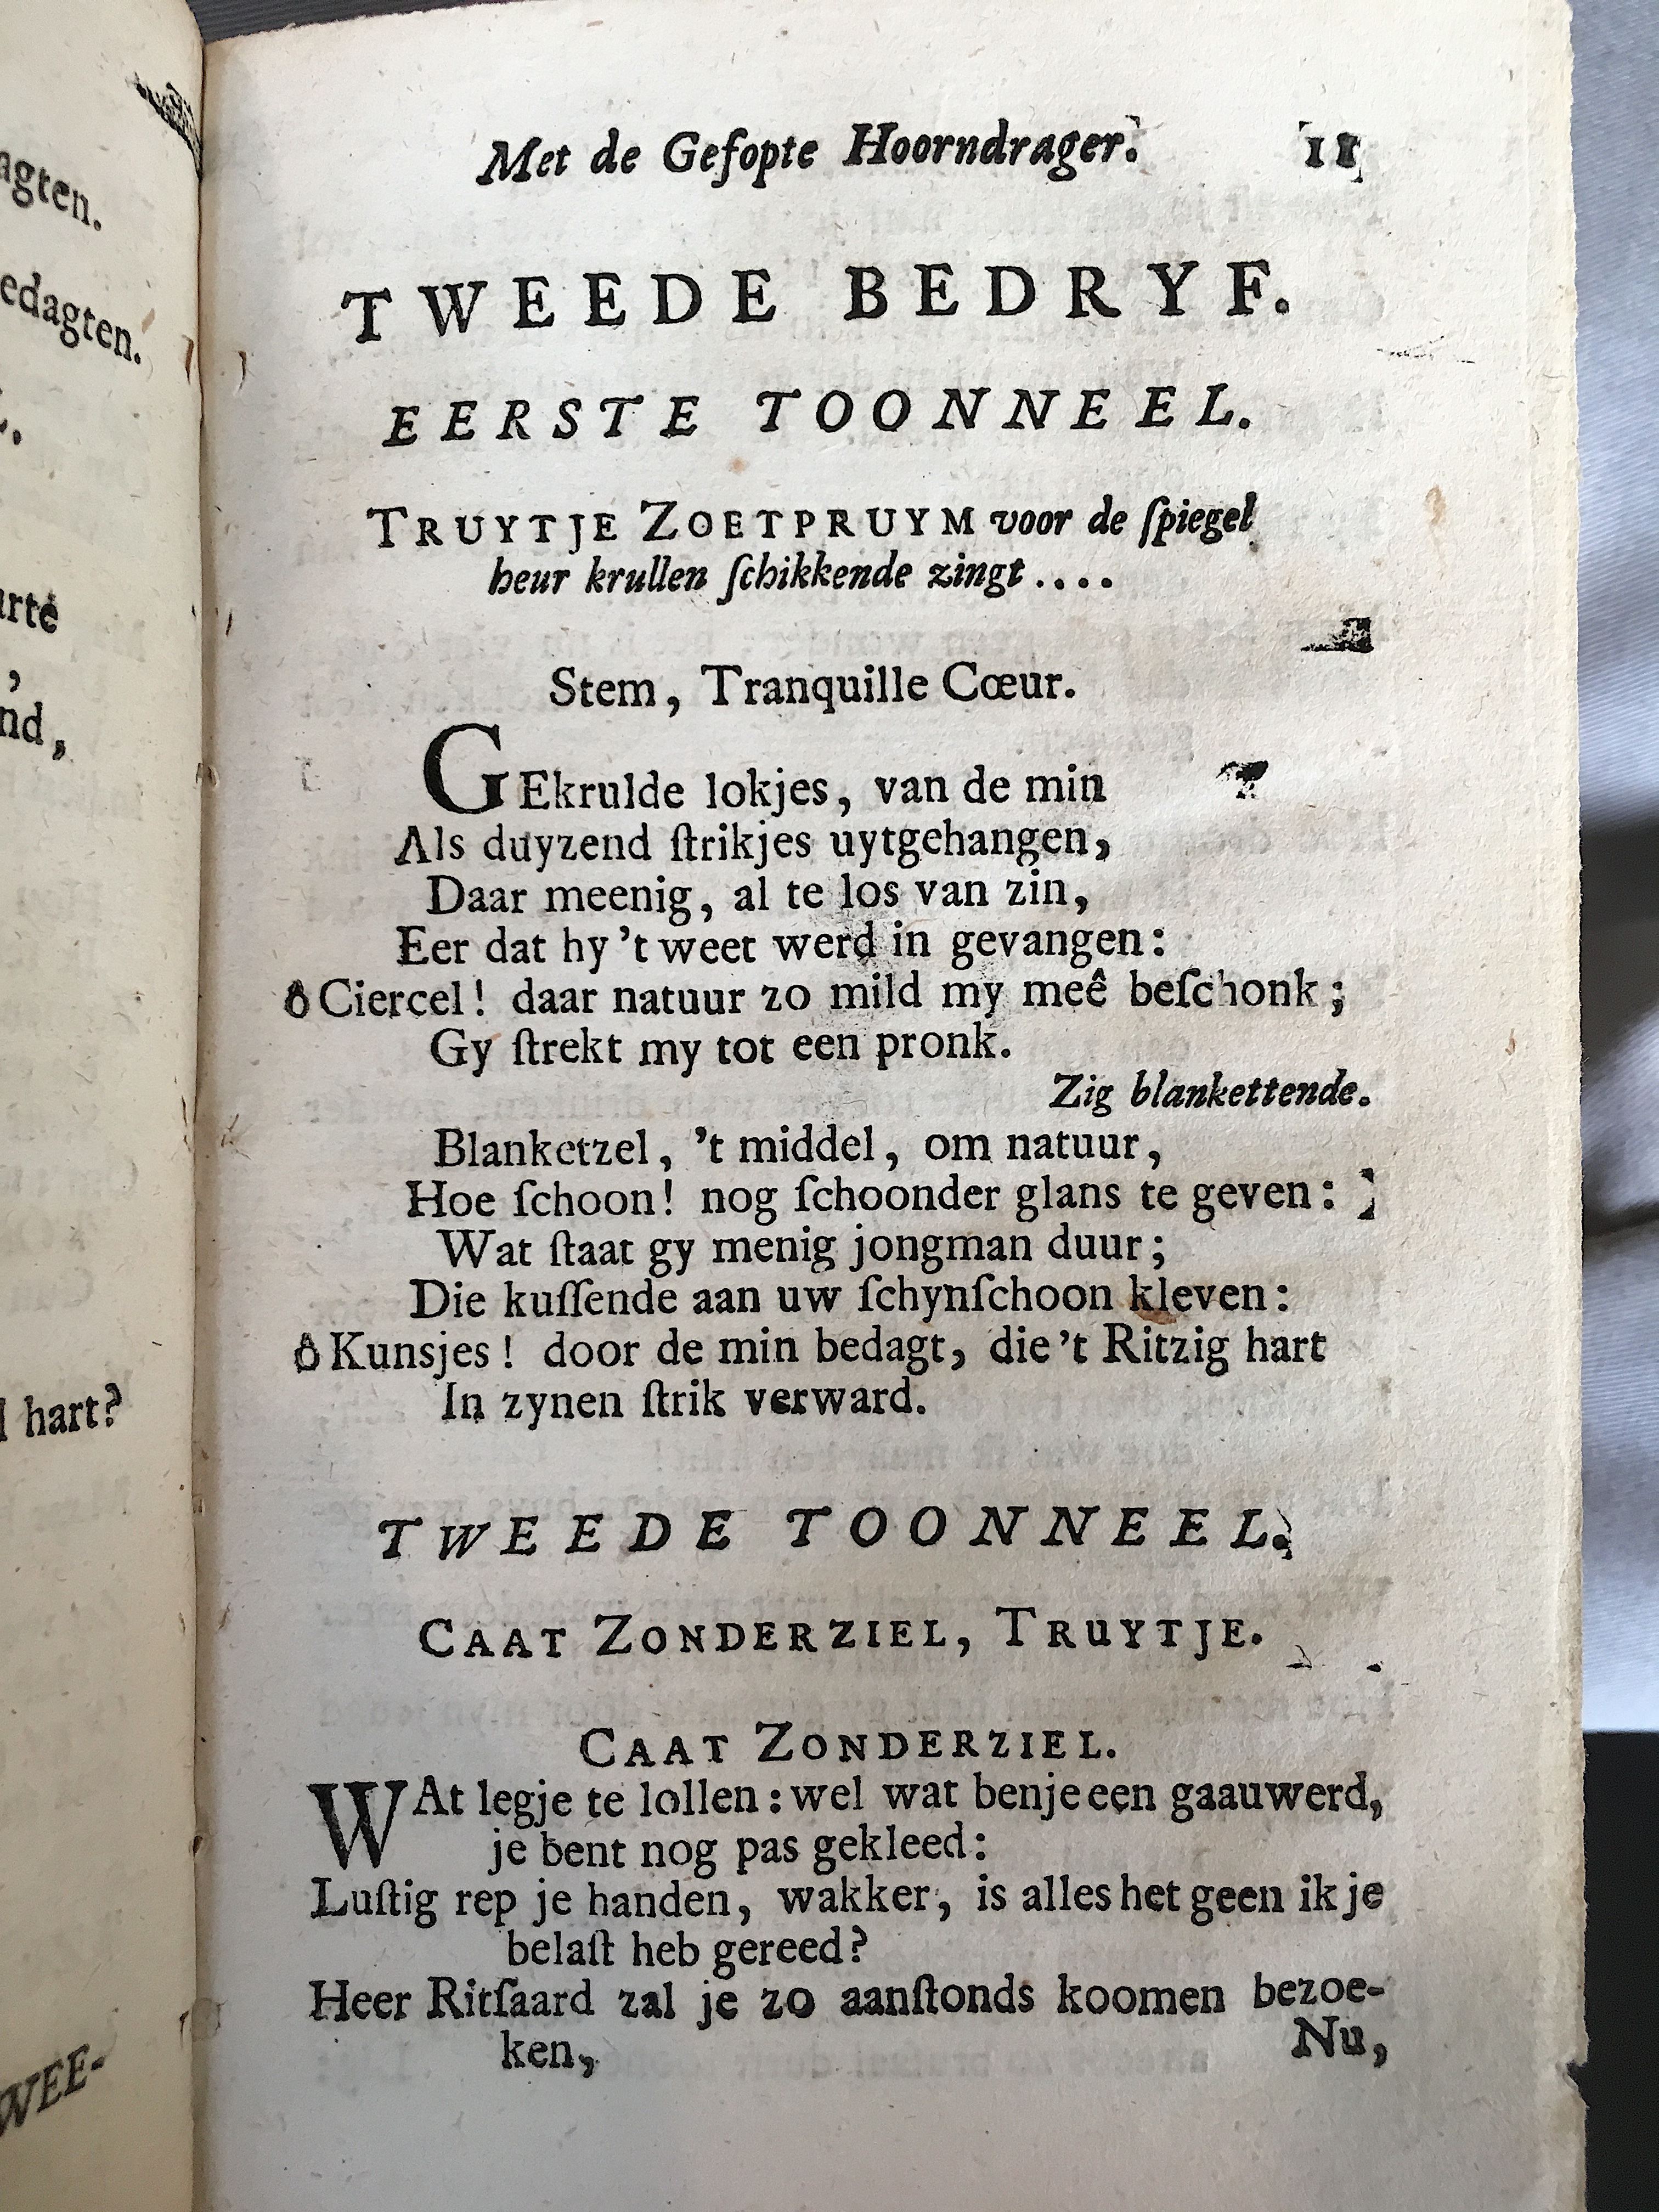 Met de Gefopte Hoorndrager. 11
TWEEDE BEDRYF.
EERSTE TOONNEEL.
TRUYTJE ZOETPRUYM voor de ſpiegel
heur krullen ſchikkende zingt ....
Stem, Tranquille Cœur.
GEkrulde lokjes, van de min
Als duyzend ſtrikjes uytgehangen,
Daar meenig, al te los van zin,
Eer dat hy 't weet werd in gevangen:
ô Ciercel! daar natuur zo mild my meê beſchonk;
Gy ſtrekt my tot een pronk.
Zig blankettende.
Blanketzel, 't middel, om natuur,
Hoe ſchoon! nog ſchoonder glans te geven:
Wat ſtaat gy menig jongman duur;
Die kuſſende aan uw ſchynſchoon kleven:
ô Kunsjes! door de min bedagt, die 't Ritzig hart
In zynen ſtrik verward.
TWEEDE TOONNEEL.
CAAT ZONDERZIEL, TRUYTJE.
CAAT ZONDERZIEL.
WAt legje te lollen: wel wat benje een gaauwerd,
je bent nog pas gekleed:
Luſtig rep je handen, wakker, is alles het geen ik je
belaſt heb gereed?
Heer Ritſaard zal je zo aanſtonds koomen bezoe-
ken,
Nu,
agten.
edagten.
arte
,
nd,
hart?
WEE-